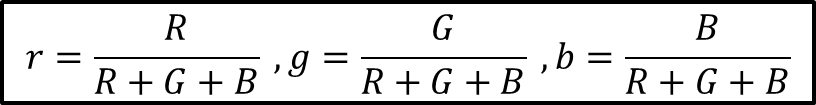 r = R / (R + G + B) , g = G / (R + G + B) , b = B / (R + G + B)